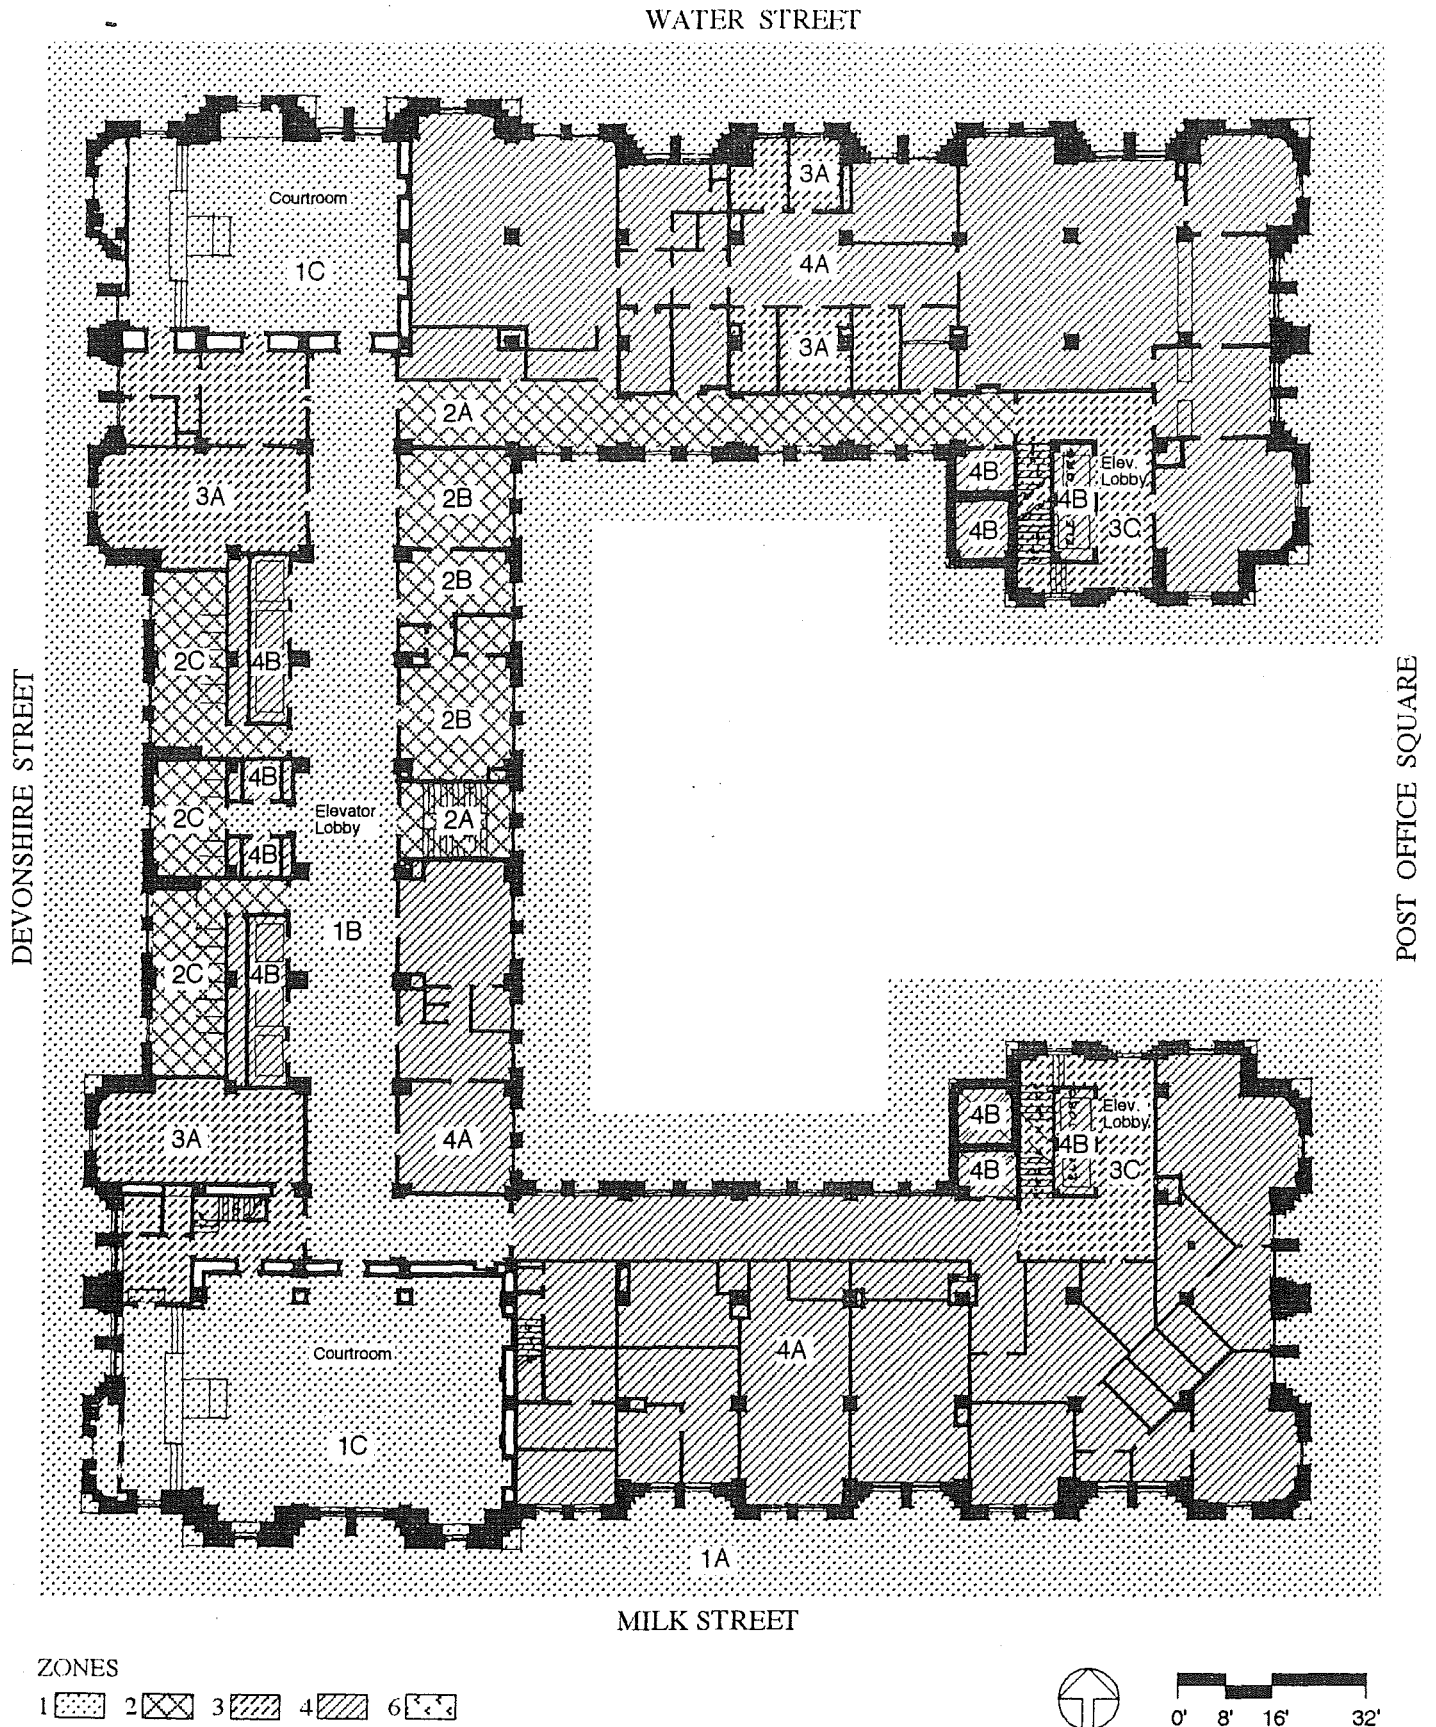 WATER STREET
3A
Courtroom
1C
4A
3A
2A
4B
Elev.
Lobby
3A
2B
4B
4B
3C
2B
2C
4B
2B
DEVONSHIRE STREET
POST OFFICE SQUARE
4B
2C
Elevator
Lobby
2A
4B
1B
2C
4B
4B
Elev.
Lobby
3A
4A
4B
4B
3C
Courtroom
4A
1C
1A
MILK STREET
ZONES
1 2 3 4 6
0' 8' 16' 32'